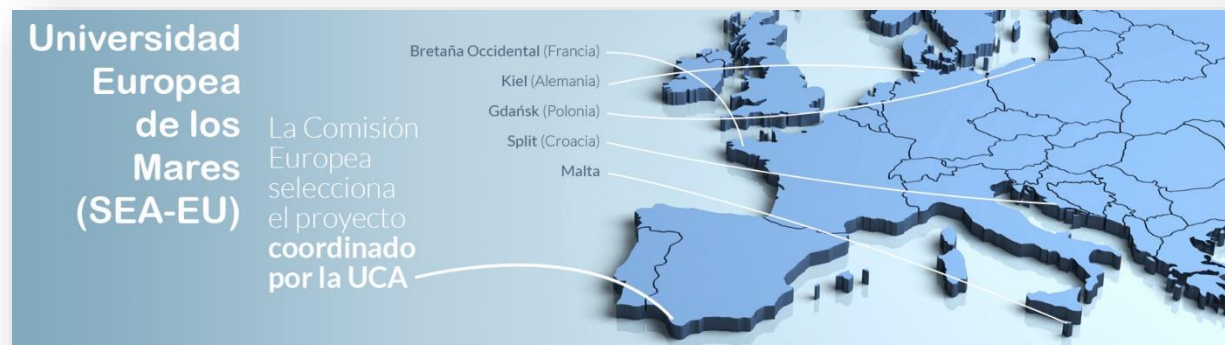 Universidad
Europea
de los
Mares
(SEA-EU)
La Comisión
Europea
selecciona
el proyecto
coordinado
por la UCA
Bretaña Occidental (Francia)
Kiel (Alemania)
Gdańsk (Polonia)
Split (Croacia)
Malta